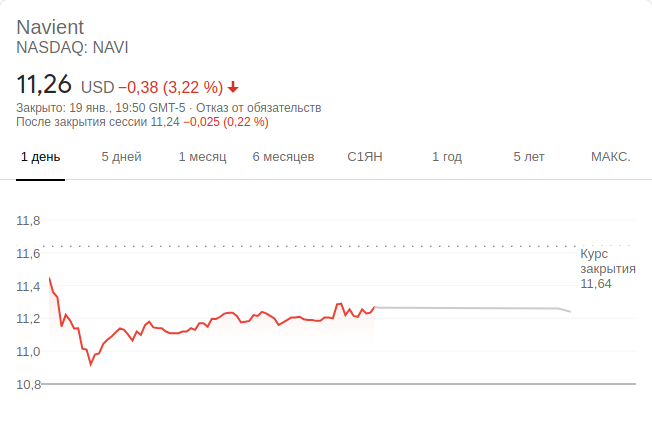 Navient
NASDAQ: NAVI
11,26 USD −0,38 (3,22 %)
Закрыто: 19 янв., 19:50 GMT-5 · Отказ от обязательств
После закрытия сессии 11,24 −0,025 (0,22 %)
1 день 5 дней 1 месяц 6 месяцев С1ЯН 1 год 5 лет МАКС.
11,8
11,6
Курс
закрытия
11,64
11,4
11,2
11,0
10,8